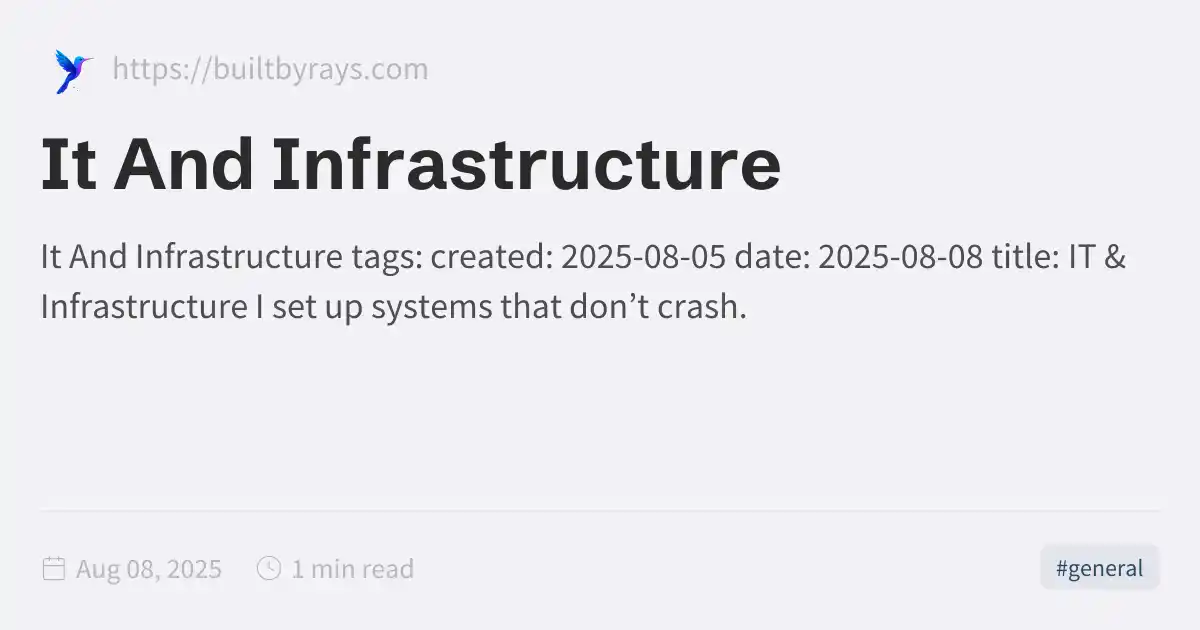 https://builtbyrays.com
It And Infrastructure
It And Infrastructure tags: created: 2025-08-05 date: 2025-08-08 title: IT &
Infrastructure I set up systems that don’t crash.
Aug 08, 2025 1 min read #general